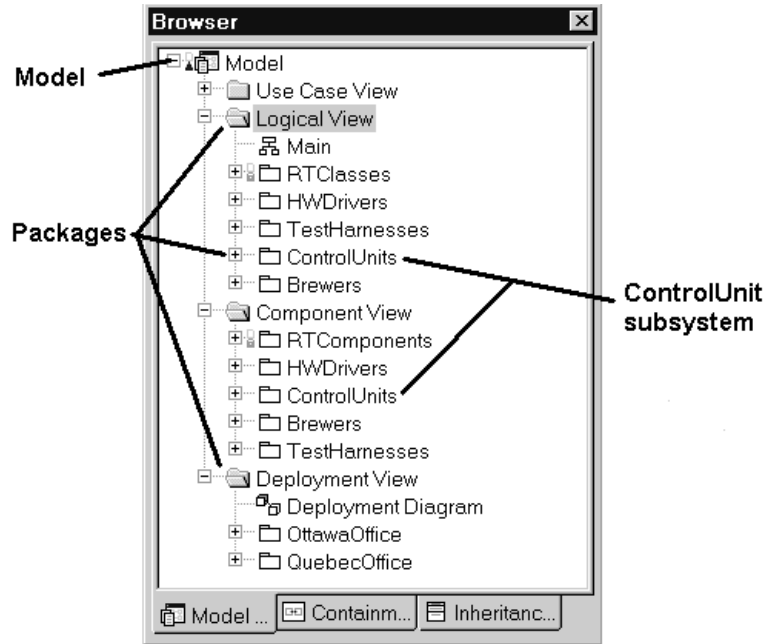 Browser
Model
Model
Use Case View
Logical View
Main
RTClasses
HWDrivers
TestHarnesses
Packages
ControlUnits
Brewers
ControlUnit
subsystem
Component View
RTComponents
HWDrivers
ControlUnits
Brewers
TestHarnesses
Deployment View
Deployment Diagram
OttawaOffice
QuebecOffice
Model ...
Containm...
Inheritanc...